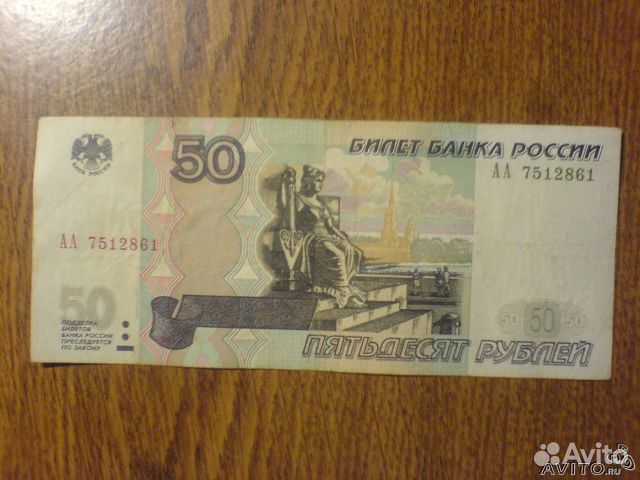 БАНК РОССИИ
50
БИЛЕТ БАНКА РОССИИ
АА 7512861
АА 7512861
50
ПОДДЕЛКА
БИЛЕТОВ
БАНКА РОССИИ
ПРЕСЛЕДУЕТСЯ
ПО ЗАКОНУ
50 50 50
ПЯТЬДЕСЯТ РУБЛЕЙ
Avito
AVITO.RU